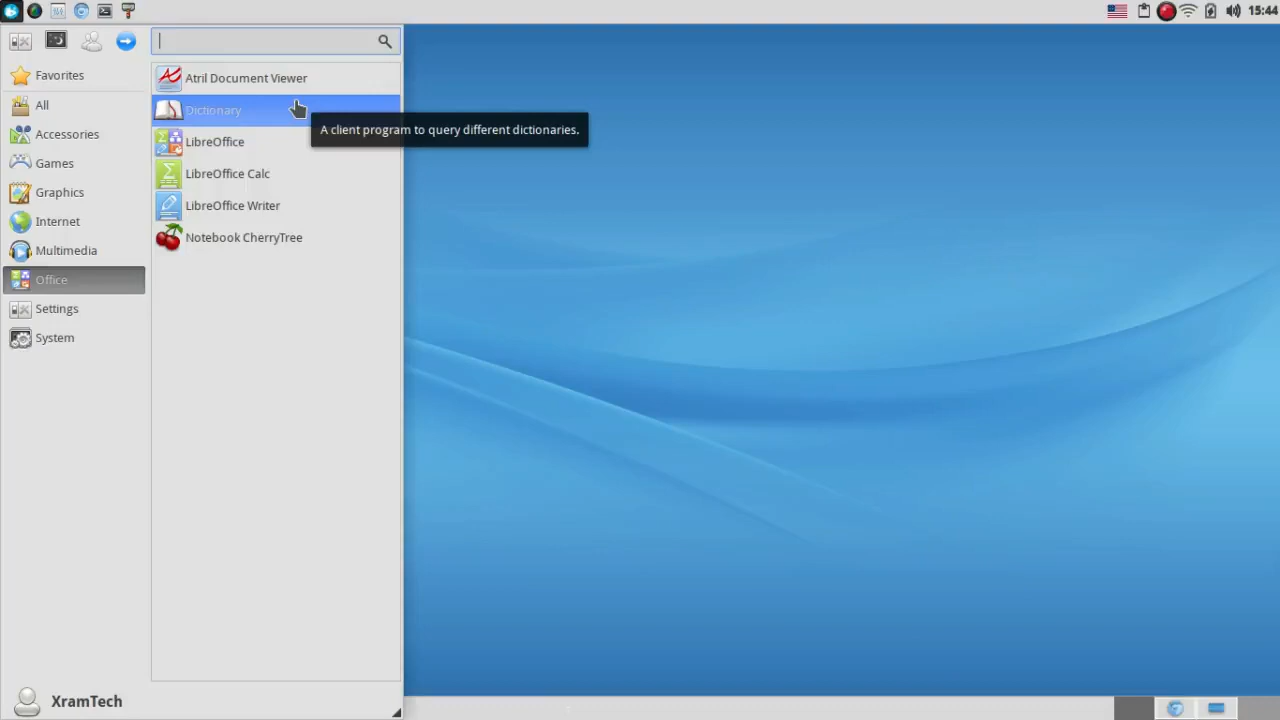 15:44
Favorites
All
Accessories
Games
Graphics
Internet
Multimedia
Office
Settings
System
Atril Document Viewer
Dictionary
LibreOffice
LibreOffice Calc
LibreOffice Writer
Notebook CherryTree
A client program to query different dictionaries.
XramTech